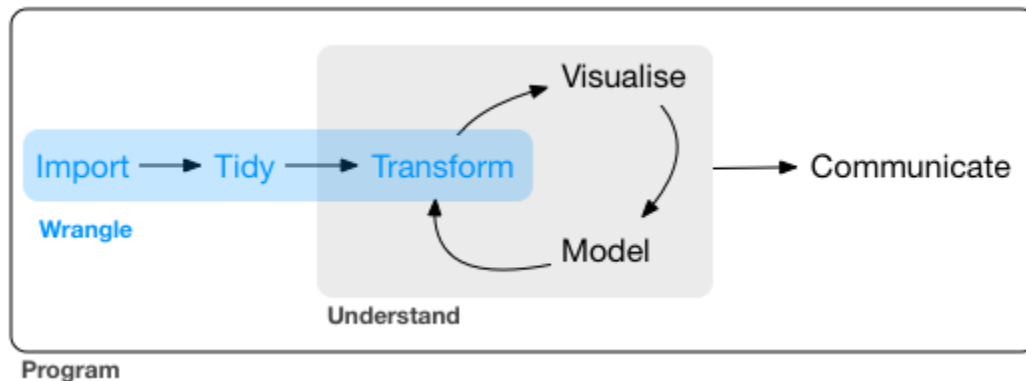 Visualise
Import Tidy Transform Communicate
Wrangle
Model
Understand
Program